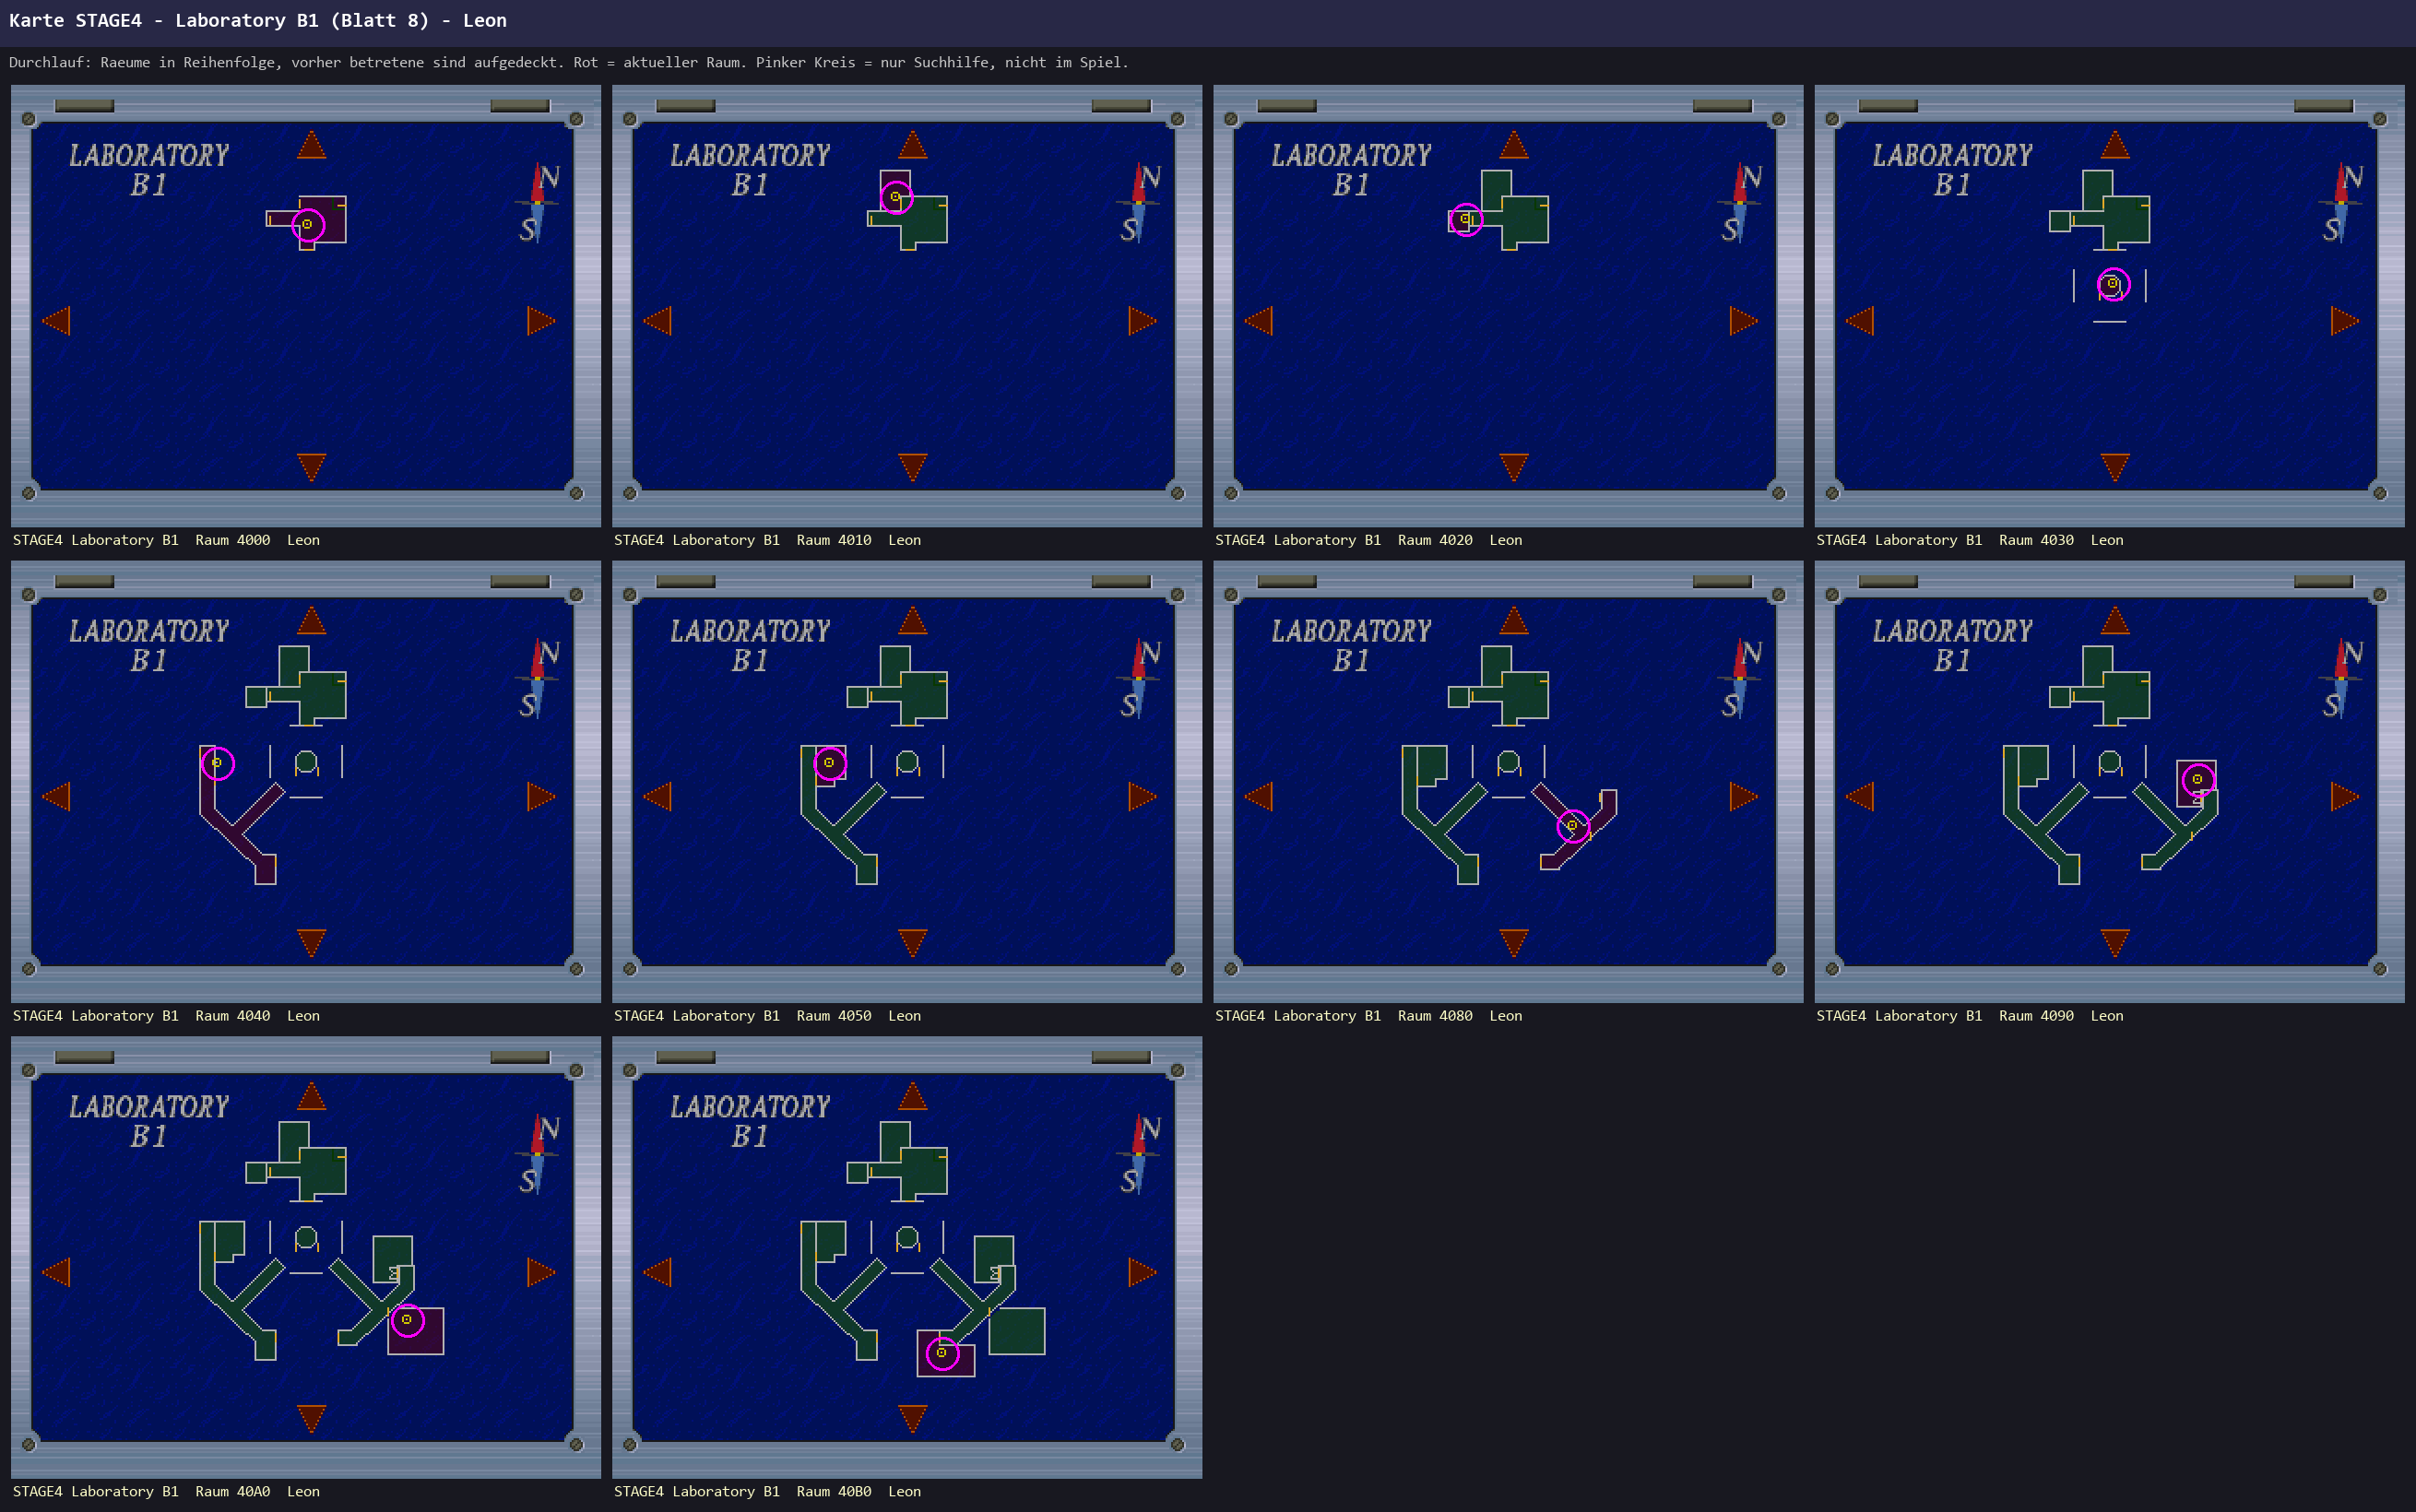 Karte STAGE4 - Laboratory B1 (Blatt 8) - Leon
Durchlauf: Raeume in Reihenfolge, vorher betretene sind aufgedeckt. Rot = aktueller Raum. Pinker Kreis = nur Suchhilfe, nicht im Spiel.
LABORATORY
B1
N
S
STAGE4 Laboratory B1  Raum 4000  Leon
LABORATORY
B1
N
S
STAGE4 Laboratory B1  Raum 4010  Leon
LABORATORY
B1
N
S
STAGE4 Laboratory B1  Raum 4020  Leon
LABORATORY
B1
N
S
STAGE4 Laboratory B1  Raum 4030  Leon
LABORATORY
B1
N
S
STAGE4 Laboratory B1  Raum 4040  Leon
LABORATORY
B1
N
S
STAGE4 Laboratory B1  Raum 4050  Leon
LABORATORY
B1
N
S
STAGE4 Laboratory B1  Raum 4080  Leon
LABORATORY
B1
N
S
STAGE4 Laboratory B1  Raum 4090  Leon
LABORATORY
B1
N
S
STAGE4 Laboratory B1  Raum 40A0  Leon
LABORATORY
B1
N
S
STAGE4 Laboratory B1  Raum 40B0  Leon